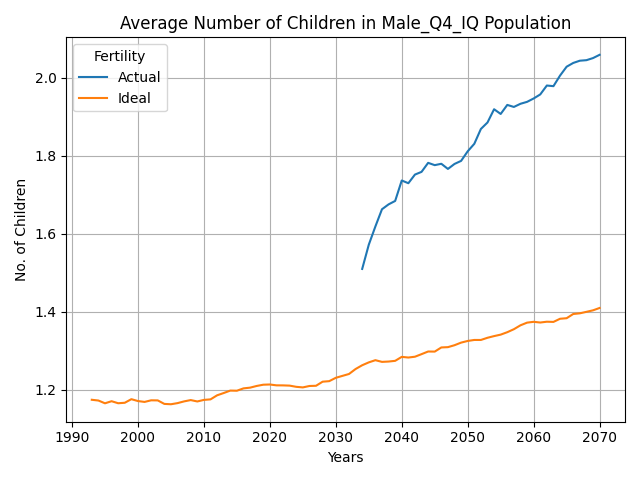 Average Number of Children in Male_Q4_IQ Population
Fertility
Actual
Ideal
No. of Children
2.0
1.8
1.6
1.4
1.2
1990 2000 2010 2020 2030 2040 2050 2060 2070
Years